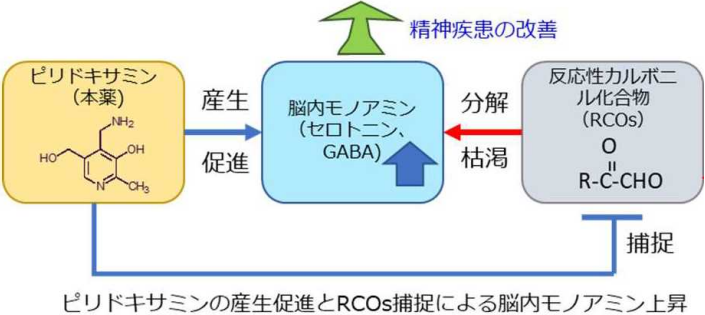 精神疾患の改善
ピリドキサミン
（本薬)
NH₂
HO
OH
N
CH₃
産生
促進
脳内モノアミン
（セロトニン、
GABA)
分解
枯渇
反応性カルボニ
ル化合物
（RCOs）
O
R-C-CHO
捕捉
ピリドキサミンの産生促進とRCOs捕捉による脳内モノアミン上昇